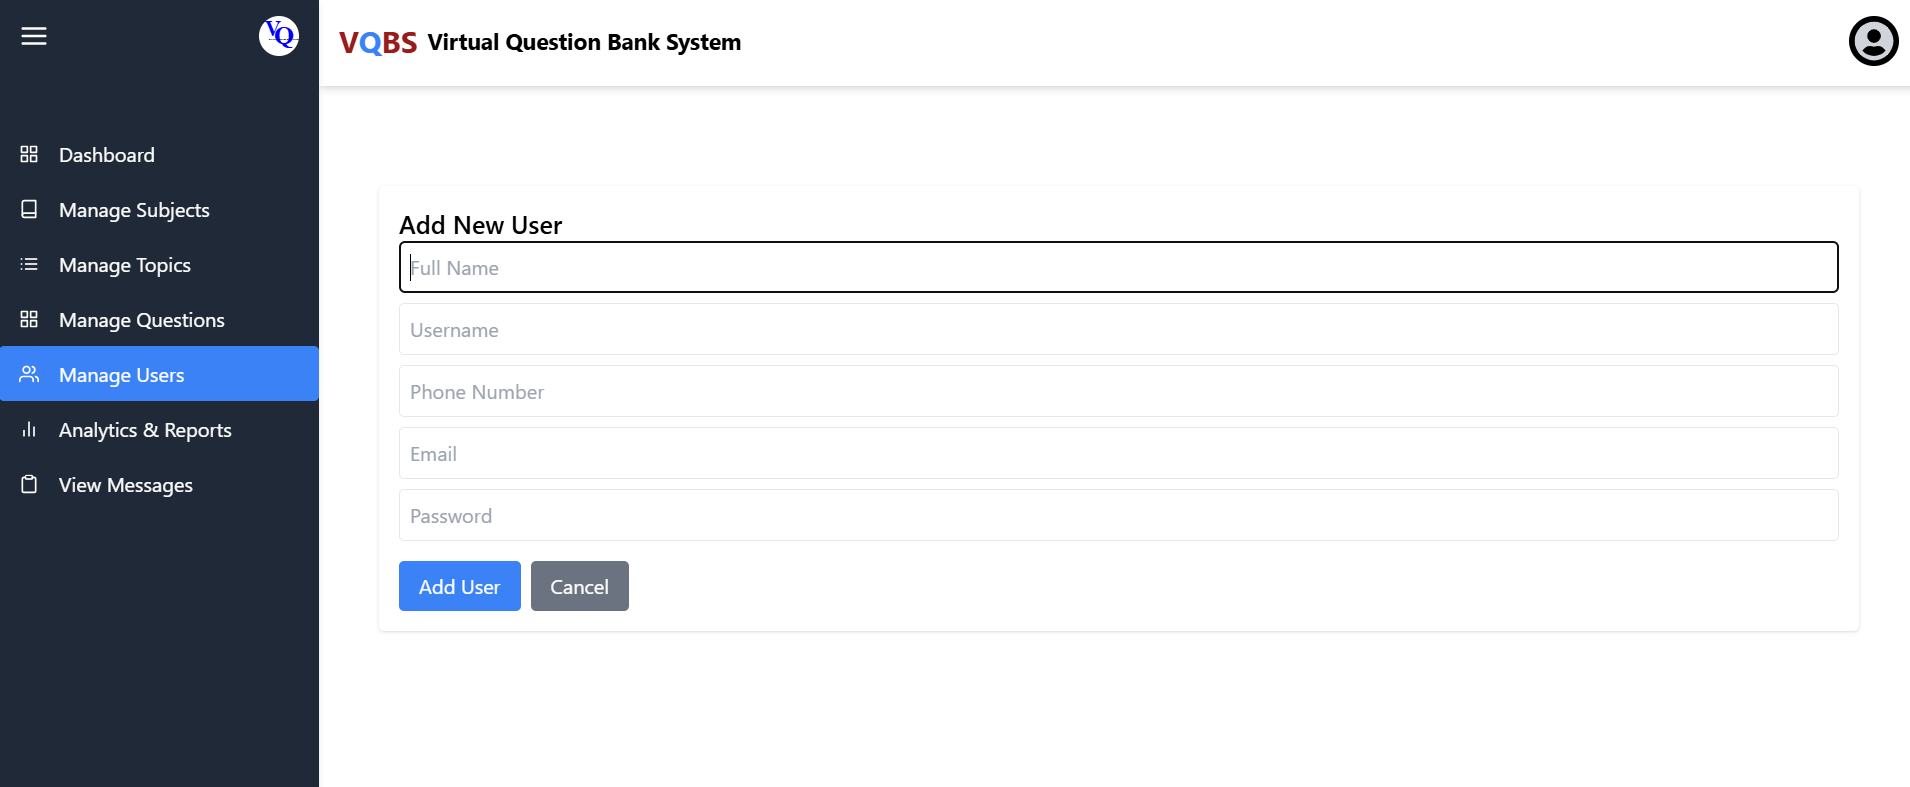 VQ
VQBS Virtual Question Bank System
Dashboard
Manage Subjects
Manage Topics
Manage Questions
Manage Users
Analytics & Reports
View Messages
Add New User
Full Name
Username
Phone Number
Email
Password
Add User Cancel